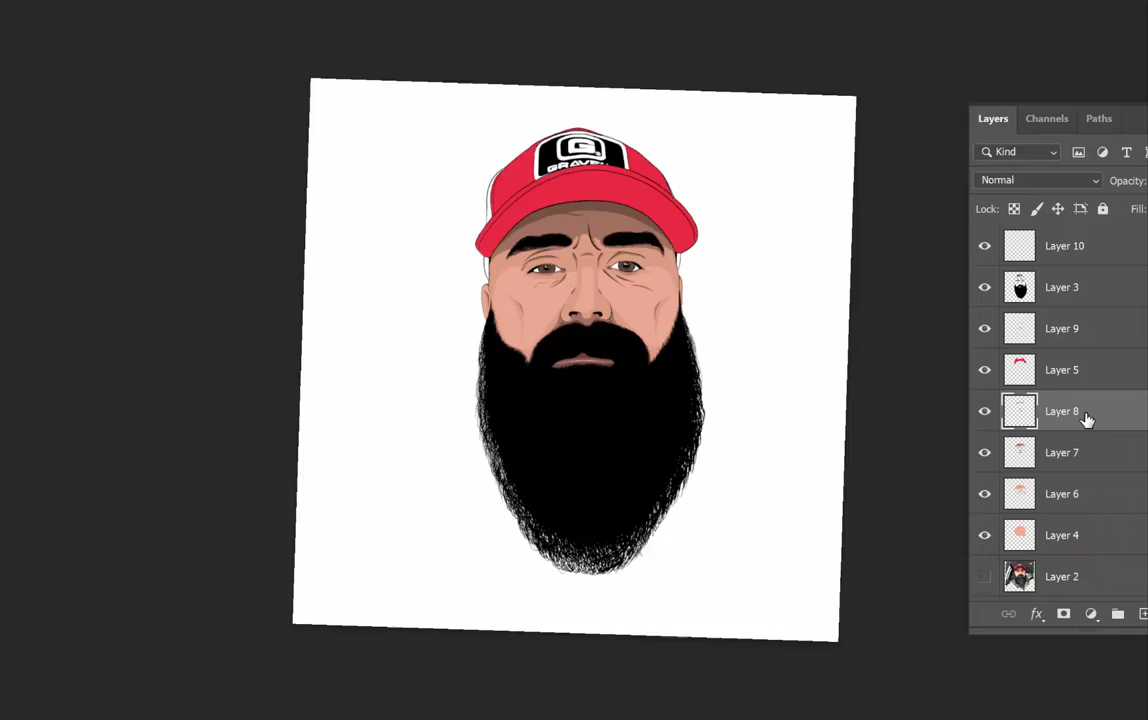 G.
Layers Channels Paths
Kind T
Normal Opacity:
Lock: Fill:
Layer 10
Layer 3
Layer 9
Layer 5
Layer 8
Layer 7
Layer 6
Layer 4
Layer 2
fx